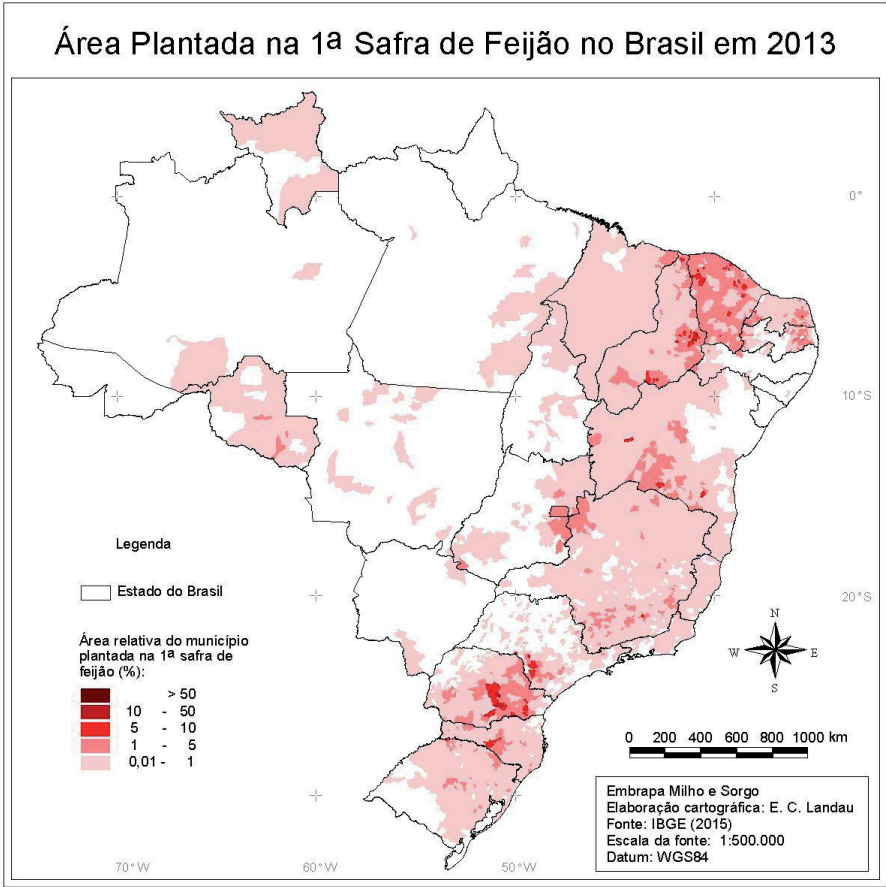 Área Plantada na 1ª Safra de Feijão no Brasil em 2013
0°
10°S
20°S
70°W
60°W
50°W
Legenda
Estado do Brasil
Área relativa do município
plantada na 1ª safra de
feijão (%):
> 50
10 - 50
5 - 10
1 - 5
0,01 - 1
N
W E
S
0 200 400 600 800 1000 km
Embrapa Milho e Sorgo
Elaboração cartográfica: E. C. Landau
Fonte: IBGE (2015)
Escala da fonte: 1:500.000
Datum: WGS84